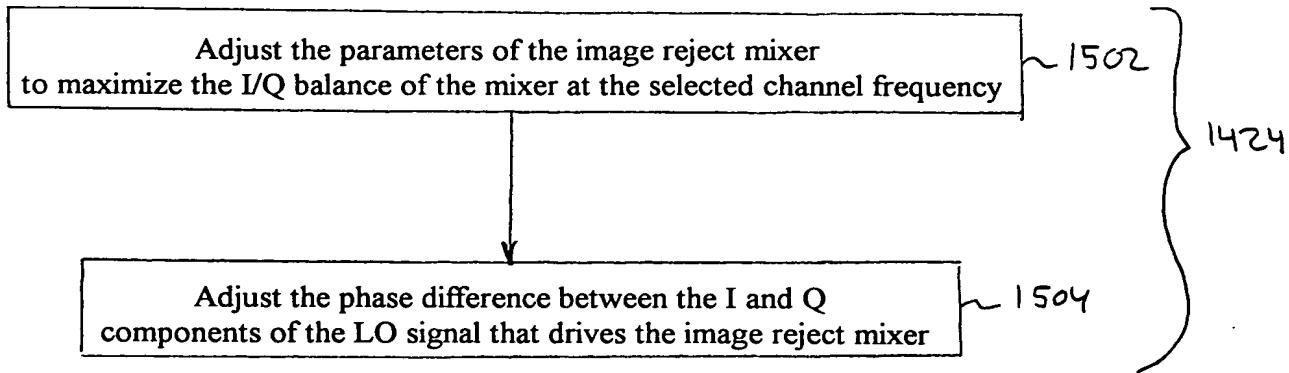 Adjust the parameters of the image reject mixer
to maximize the I/Q balance of the mixer at the selected channel frequency
1502
1424
Adjust the phase difference between the I and Q
components of the LO signal that drives the image reject mixer
1504